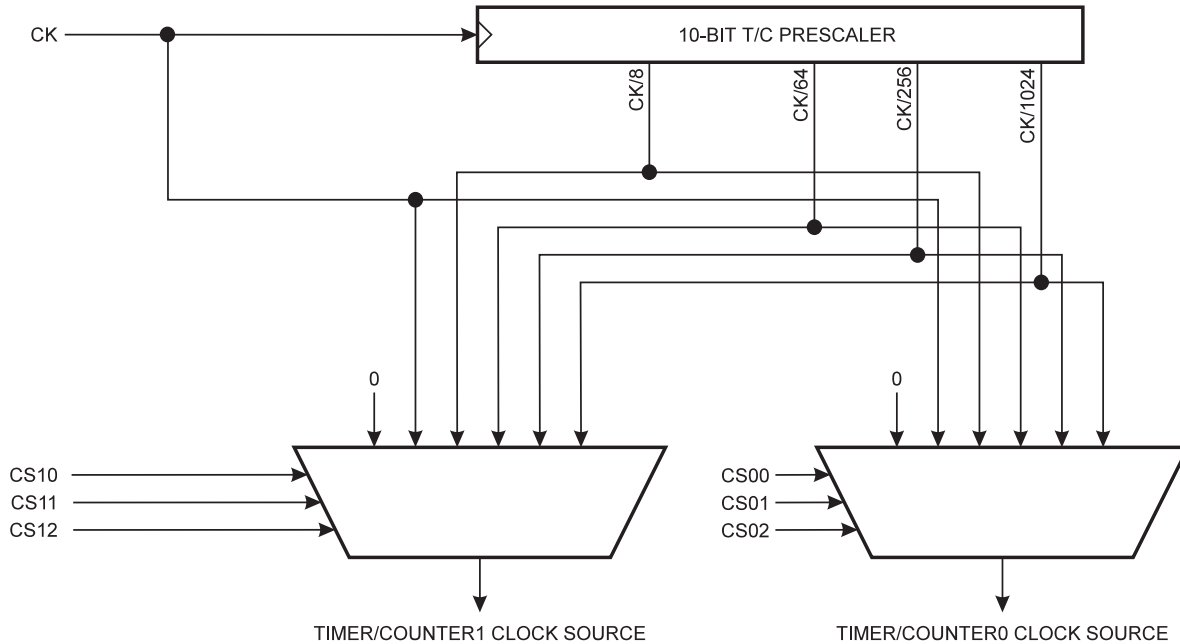 CK
10-BIT T/C PRESCALER
CK/8
CK/64
CK/256
CK/1024
0
0
CS10
CS11
CS12
CS00
CS01
CS02
TIMER/COUNTER1 CLOCK SOURCE
TIMER/COUNTER0 CLOCK SOURCE